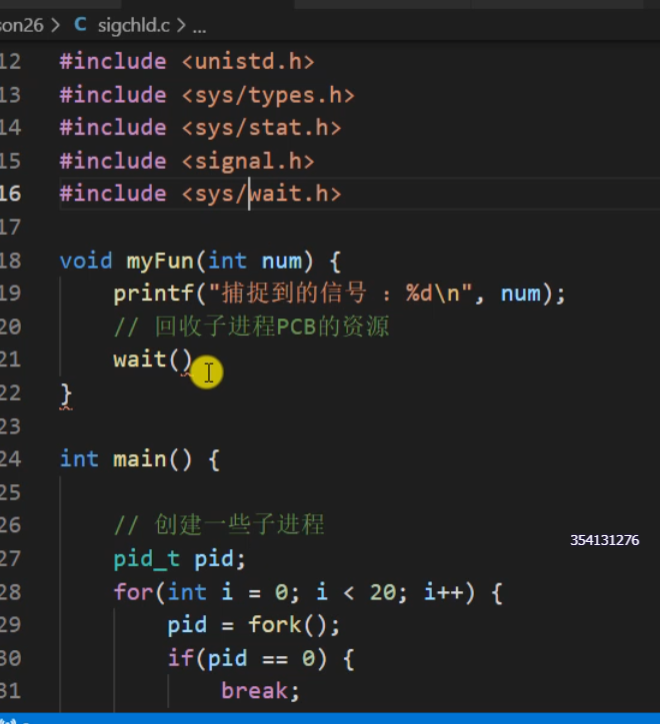 son26 > C sigchld.c > ...
12 #include <unistd.h>
13 #include <sys/types.h>
14 #include <sys/stat.h>
15 #include <signal.h>
16 #include <sys/wait.h>
17
18 void myFun(int num) {
19 printf("捕捉到的信号 ：%d\n", num);
20 // 回收子进程PCB的资源
21 wait()
22 }
23
24 int main() {
25
26 // 创建一些子进程
354131276
27 pid_t pid;
28 for(int i = 0; i < 20; i++) {
29 pid = fork();
30 if(pid == 0) {
31 break;